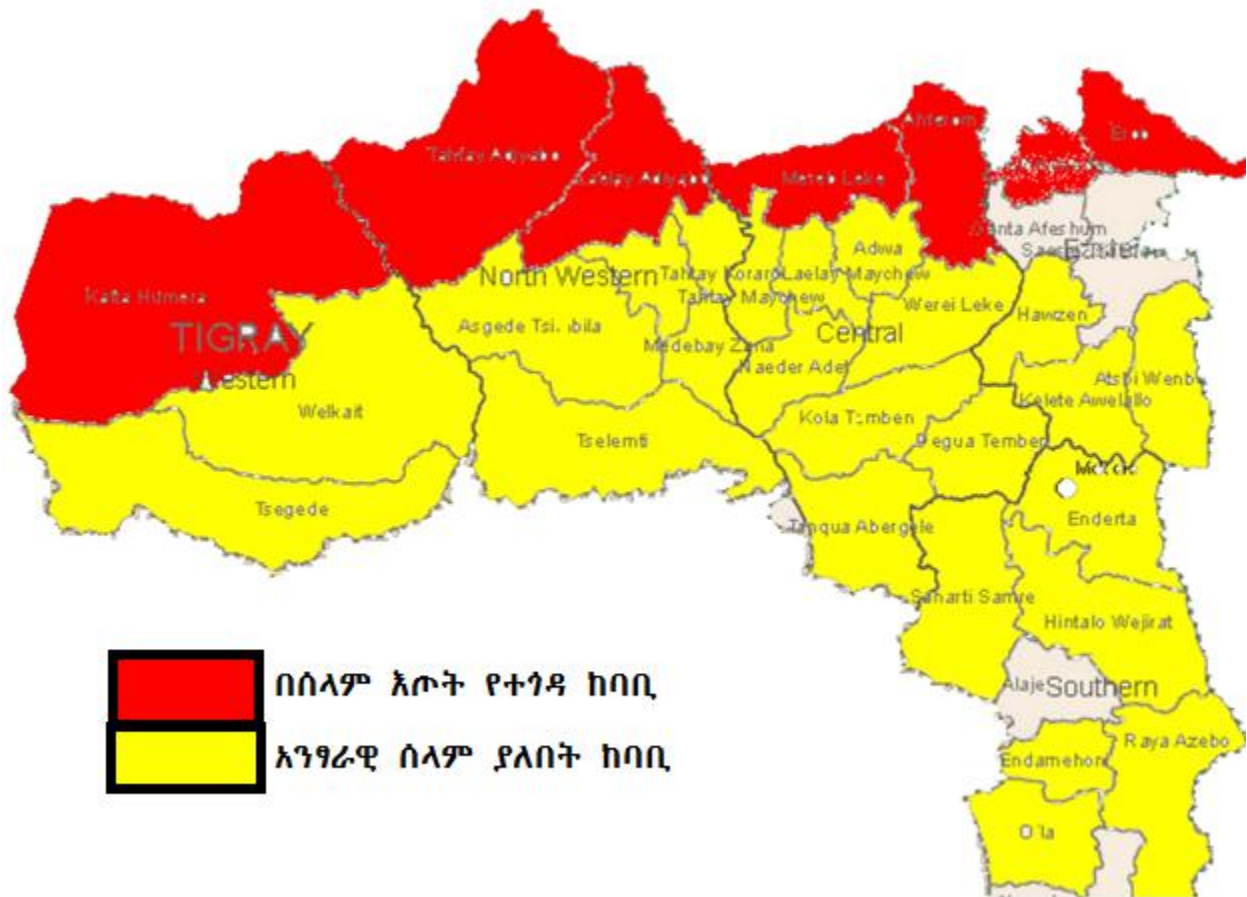 Tahtay Adiyabo
Laelay Adiyabo
Mereb Leke
Ahferom
Erob
Kafta Humera
TIGRAY
Western
Welkait
Tsegede
North Western
Asgede Tsimbila
Tselemti
Tahtay Koraro
Laelay Maychew
Tahtay Maychew
Medebay Zana
Naeder Adet
Adwa
Werei Leke
Central
Kola Temben
Degua Temben
Tanqua Abergele
Ganta Afeshum
Eastern
Hawzen
Atsbi Wenb
Kelete Awelallo
Enderta
Saharti Samre
Hintalo Wejirat
Alaje
Southern
Endamehoni
Raya Azebo
Ofla
በሰላም እጦት የተጎዳ ከባቢ
አንፃራዊ ሰላም ያለበት ከባቢ